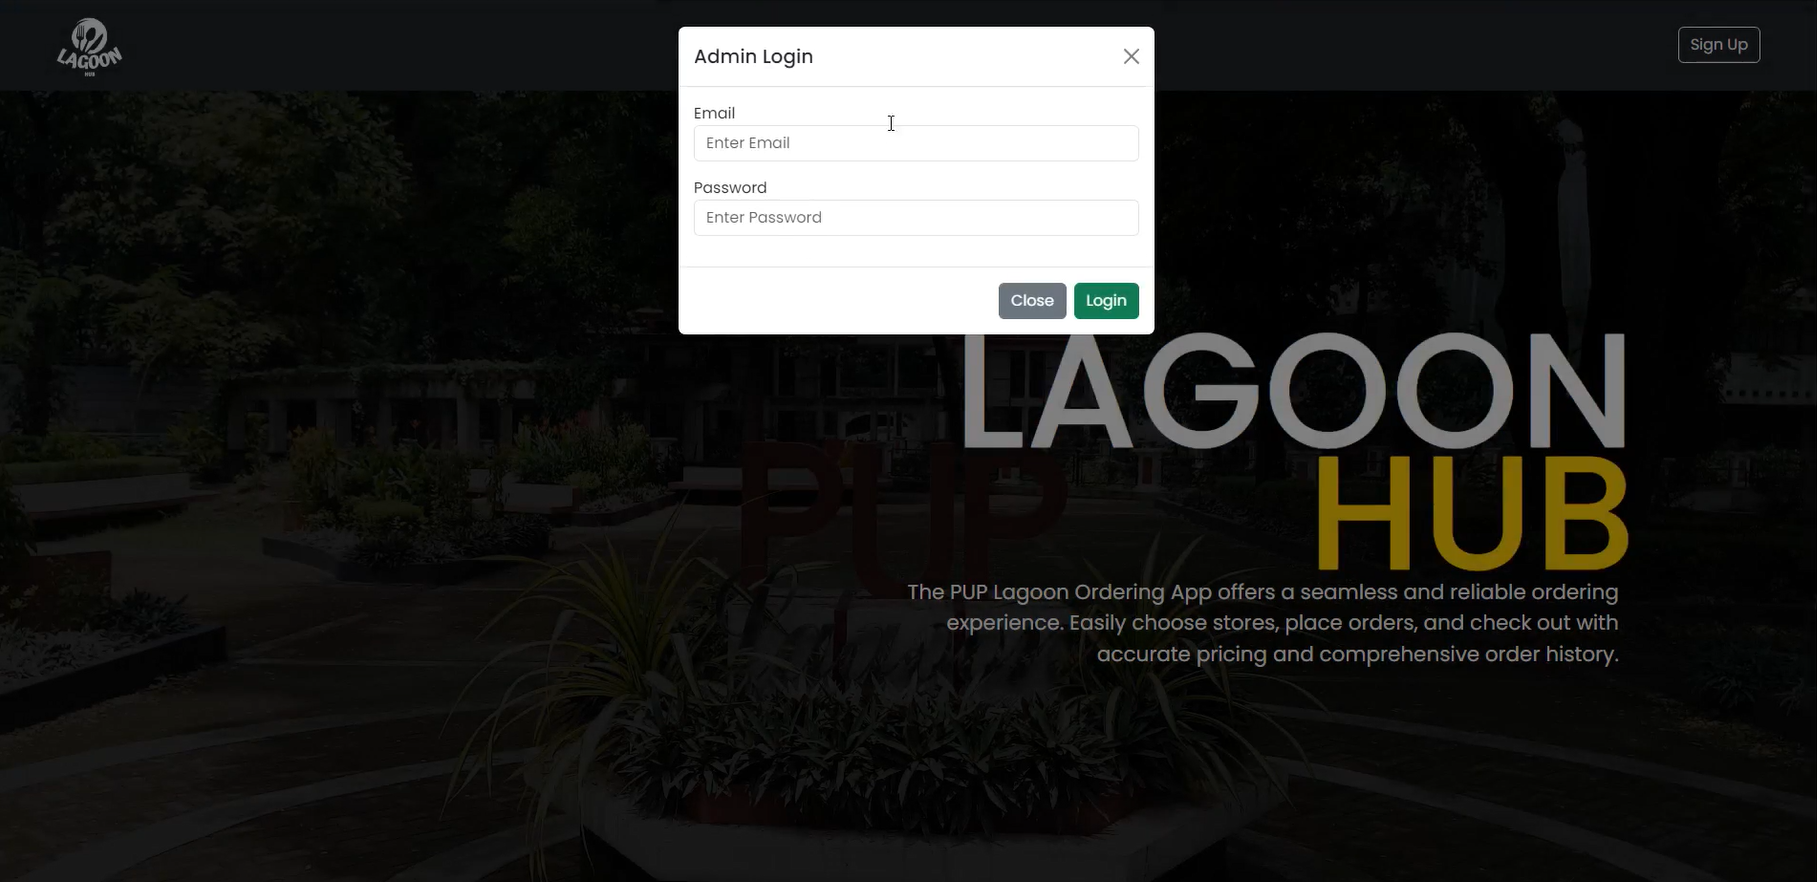 LAGOON
HUB
Sign Up
Admin Login
Email
Enter Email
Password
Enter Password
Close
Login
LAGOON
HUB
PUP
The PUP Lagoon Ordering App offers a seamless and reliable ordering
experience. Easily choose stores, place orders, and check out with
accurate pricing and comprehensive order history.